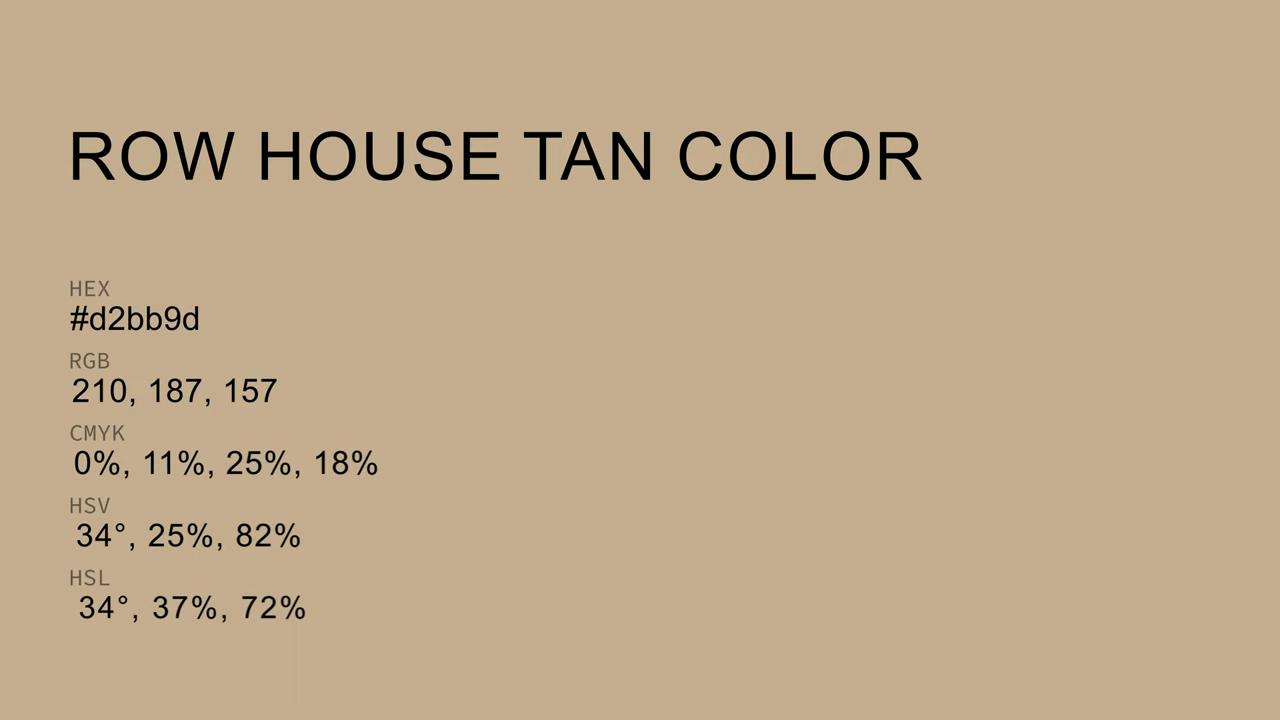 ROW HOUSE TAN COLOR
HEX
#d2bb9d
RGB
210, 187, 157
CMYK
0%, 11%, 25%, 18%
HSV
34°, 25%, 82%
HSL
34°, 37%, 72%